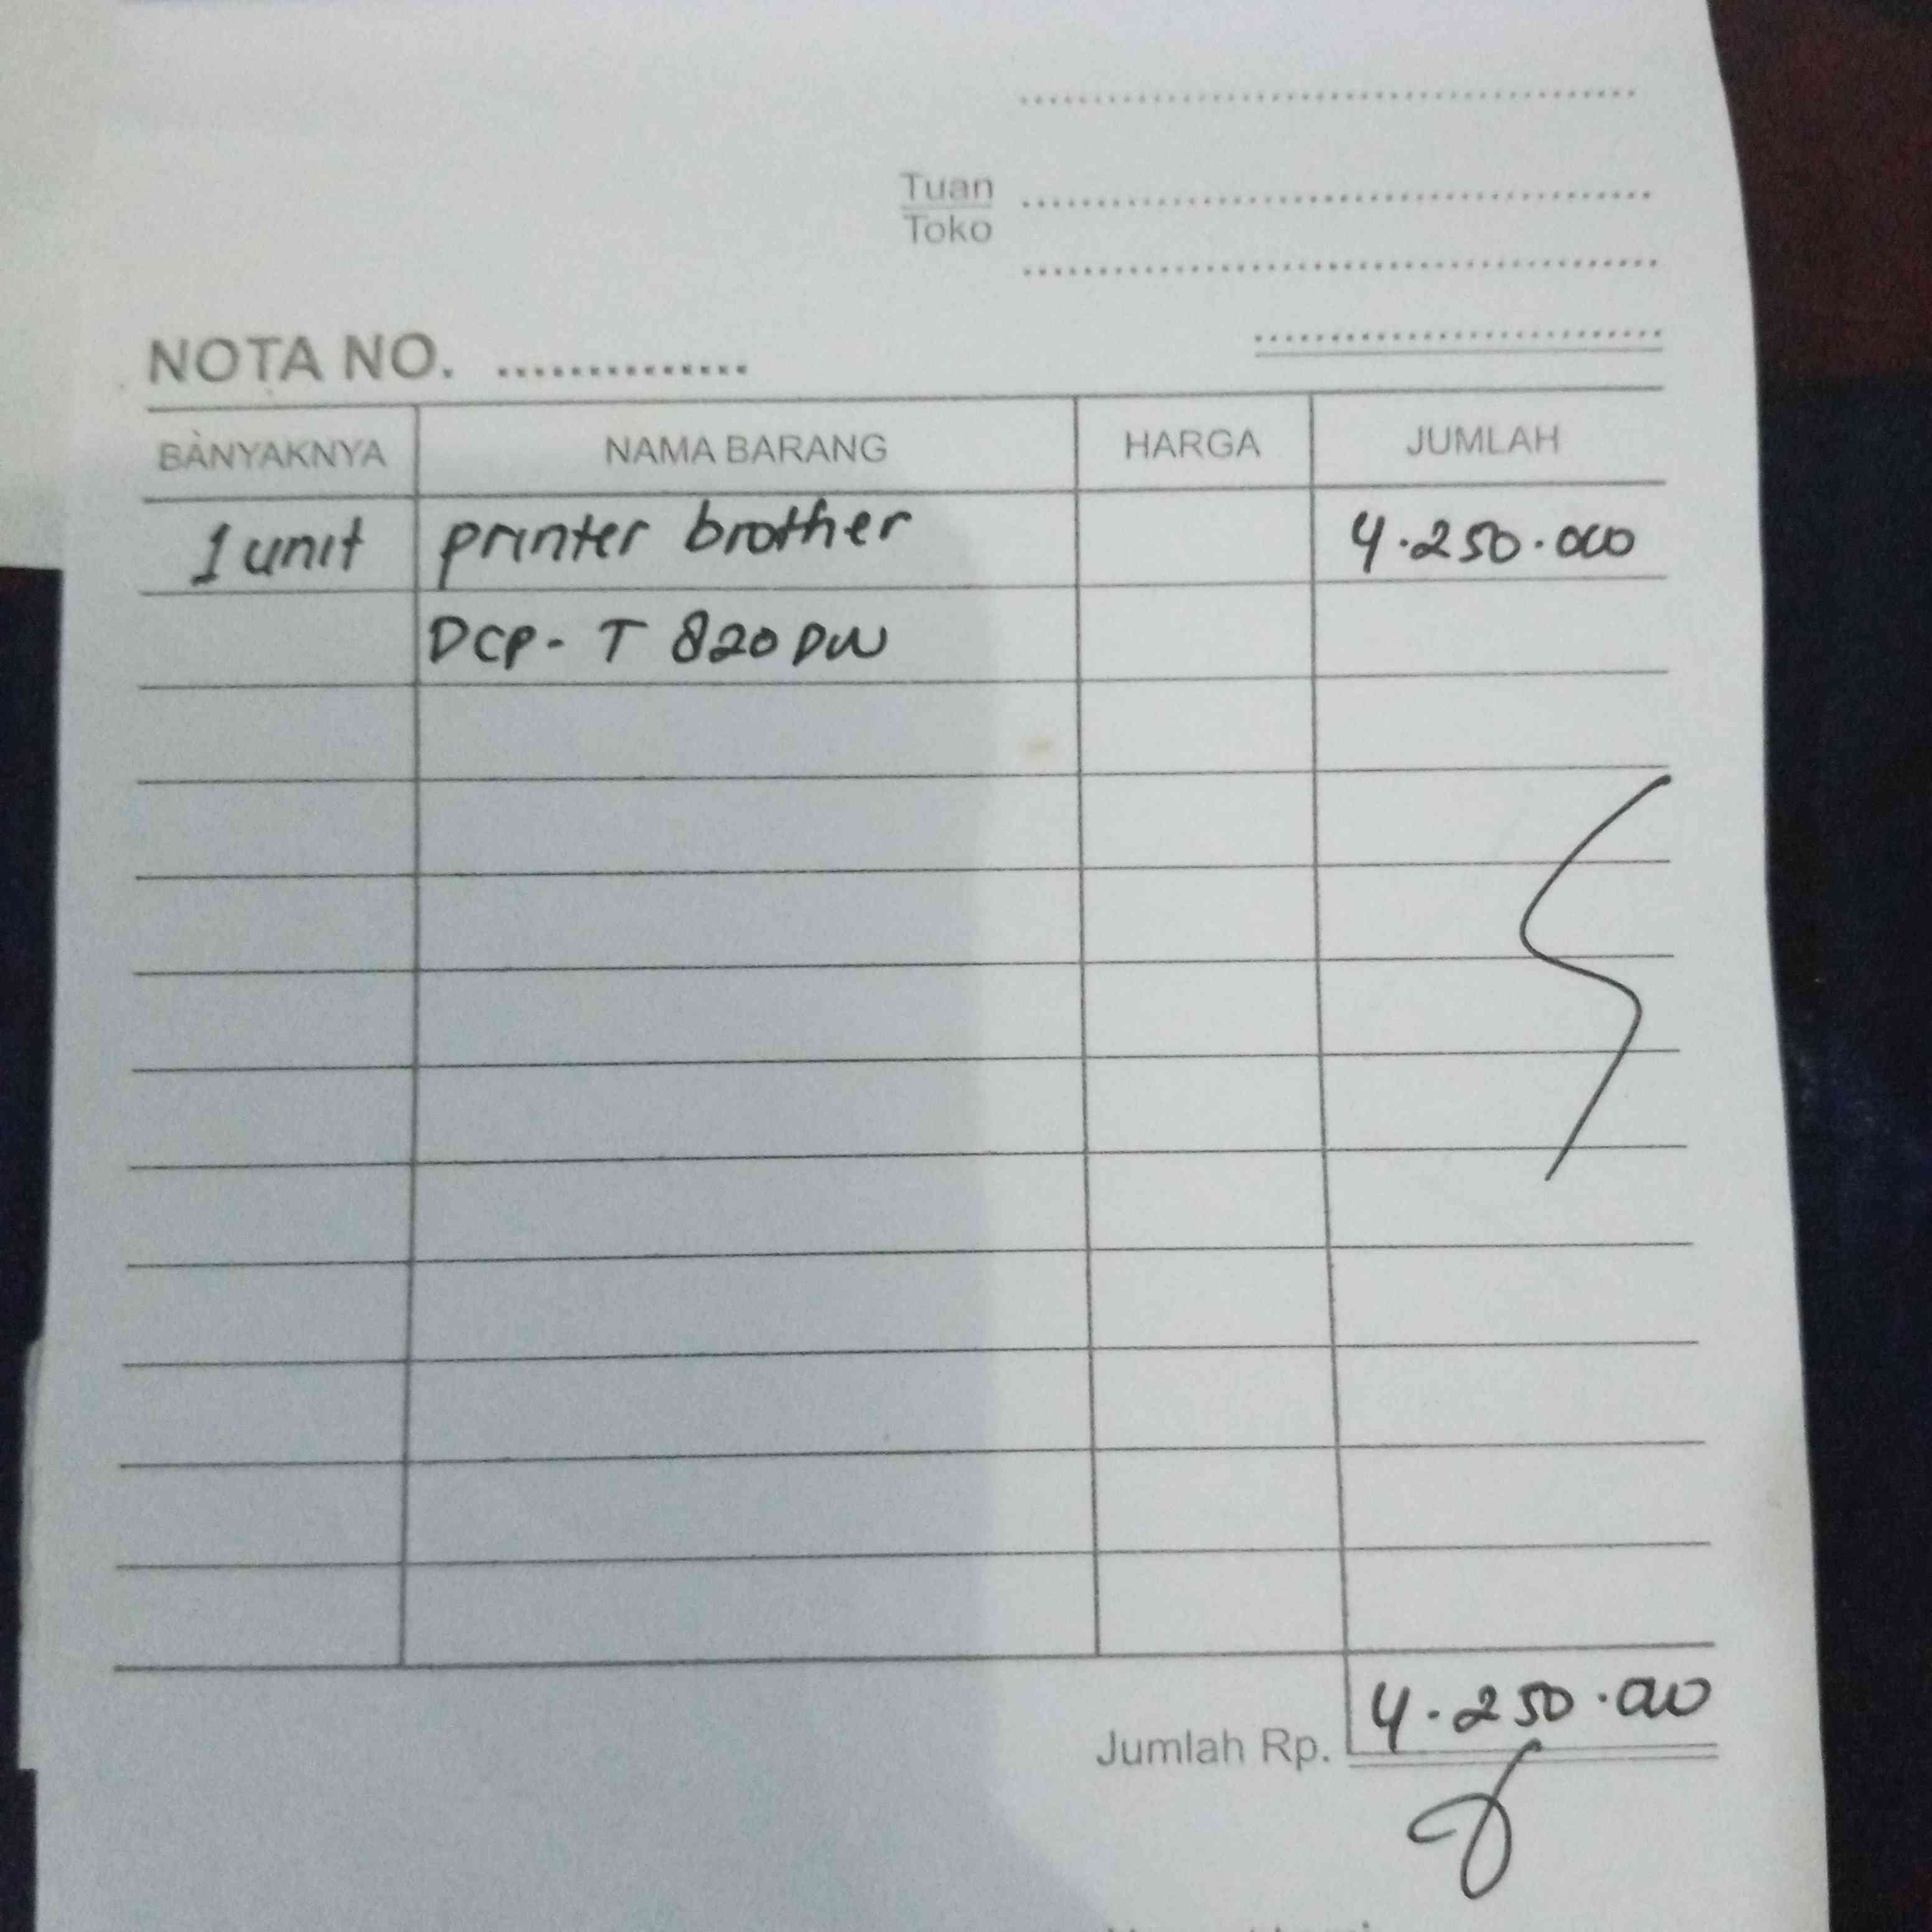 Tuan
Toko
NOTA NO. ...............
BANYAKNYA NAMA BARANG HARGA JUMLAH
1 unit printer brother 4.250.000
DCP- T 820 DW
4.250.000
Jumlah Rp.